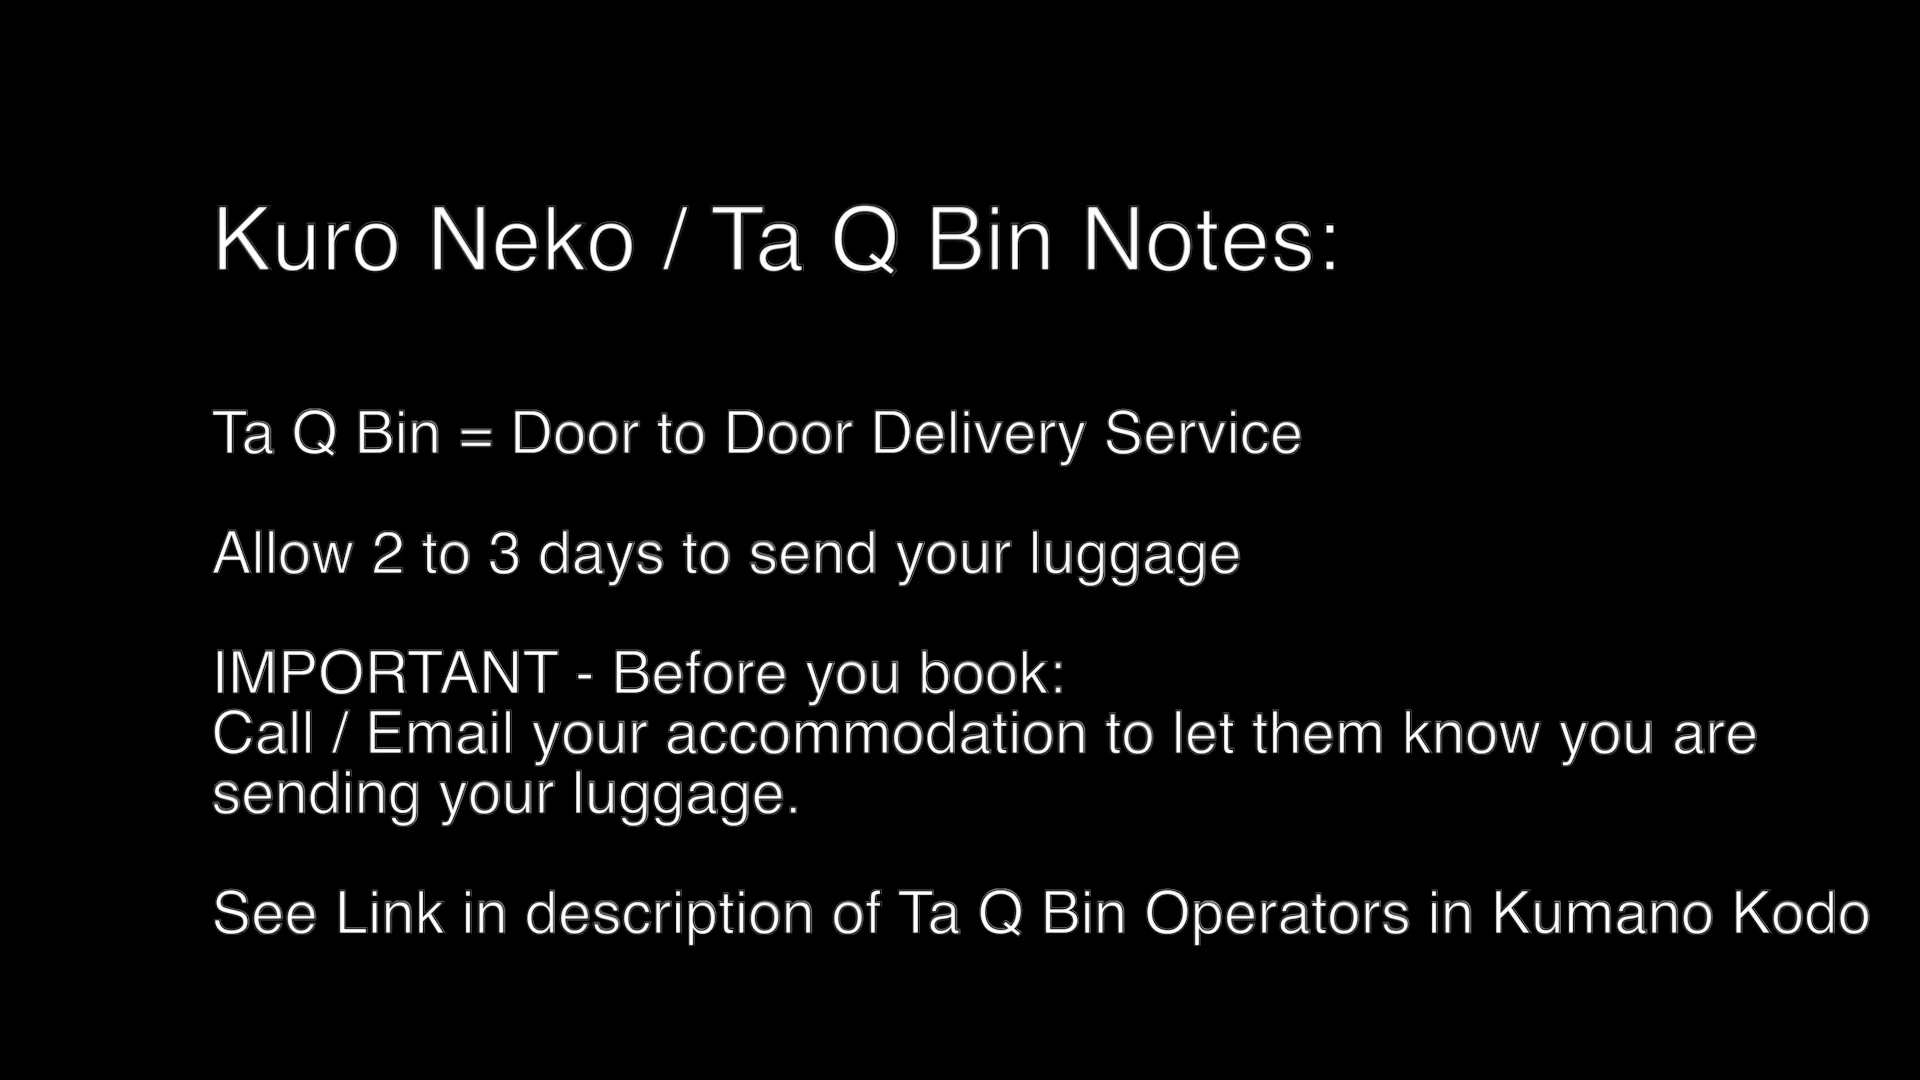 Kuro Neko / Ta Q Bin Notes:
Ta Q Bin = Door to Door Delivery Service
Allow 2 to 3 days to send your luggage
IMPORTANT - Before you book:
Call / Email your accommodation to let them know you are
sending your luggage.
See Link in description of Ta Q Bin Operators in Kumano Kodo